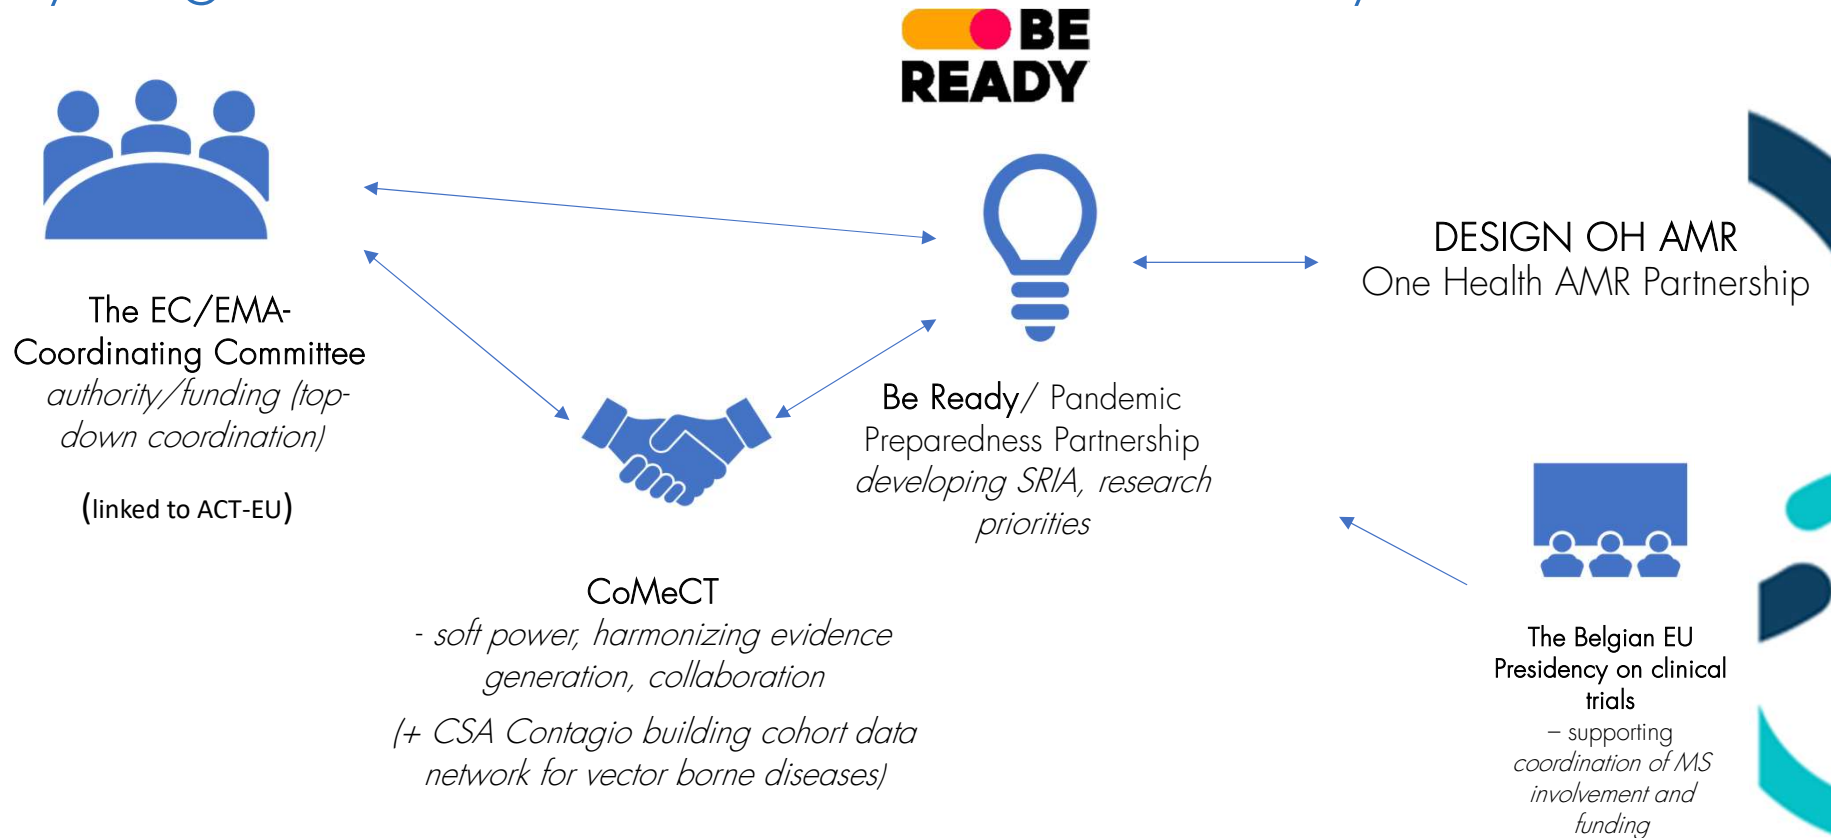 BE
READY
The EC/EMA-
Coordinating Committee
authority/funding (top-
down coordination)
(linked to ACT-EU)
CoMeCT
- soft power, harmonizing evidence
generation, collaboration
(+ CSA Contagio building cohort data
network for vector borne diseases)
Be Ready/ Pandemic
Preparedness Partnership
developing SRIA, research
priorities
DESIGN OH AMR
One Health AMR Partnership
The Belgian EU
Presidency on clinical
trials
– supporting
coordination of MS
involvement and
funding